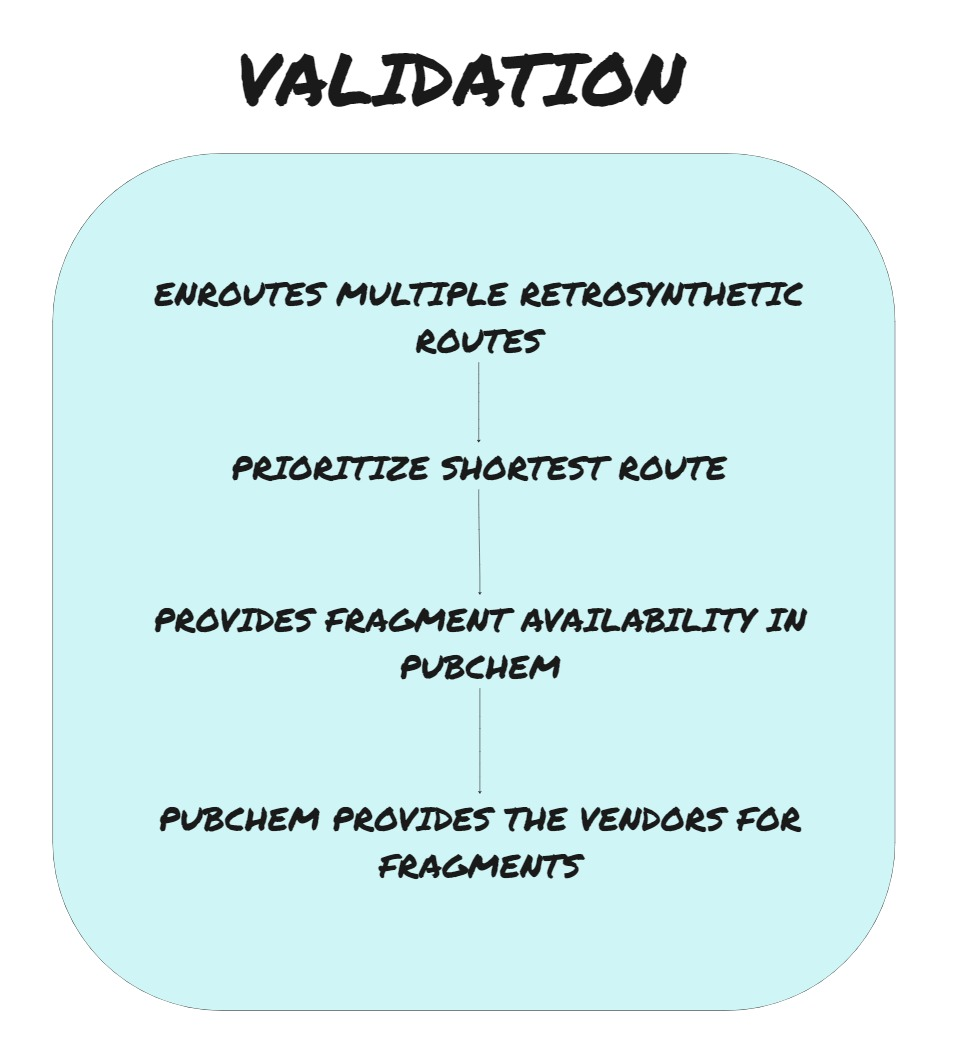 VALIDATION
ENROUTES MULTIPLE RETROSYNTHETIC
ROUTES
PRIORITIZE SHORTEST ROUTE
PROVIDES FRAGMENT AVAILABILITY IN
PUBCHEM
PUBCHEM PROVIDES THE VENDORS FOR
FRAGMENTS